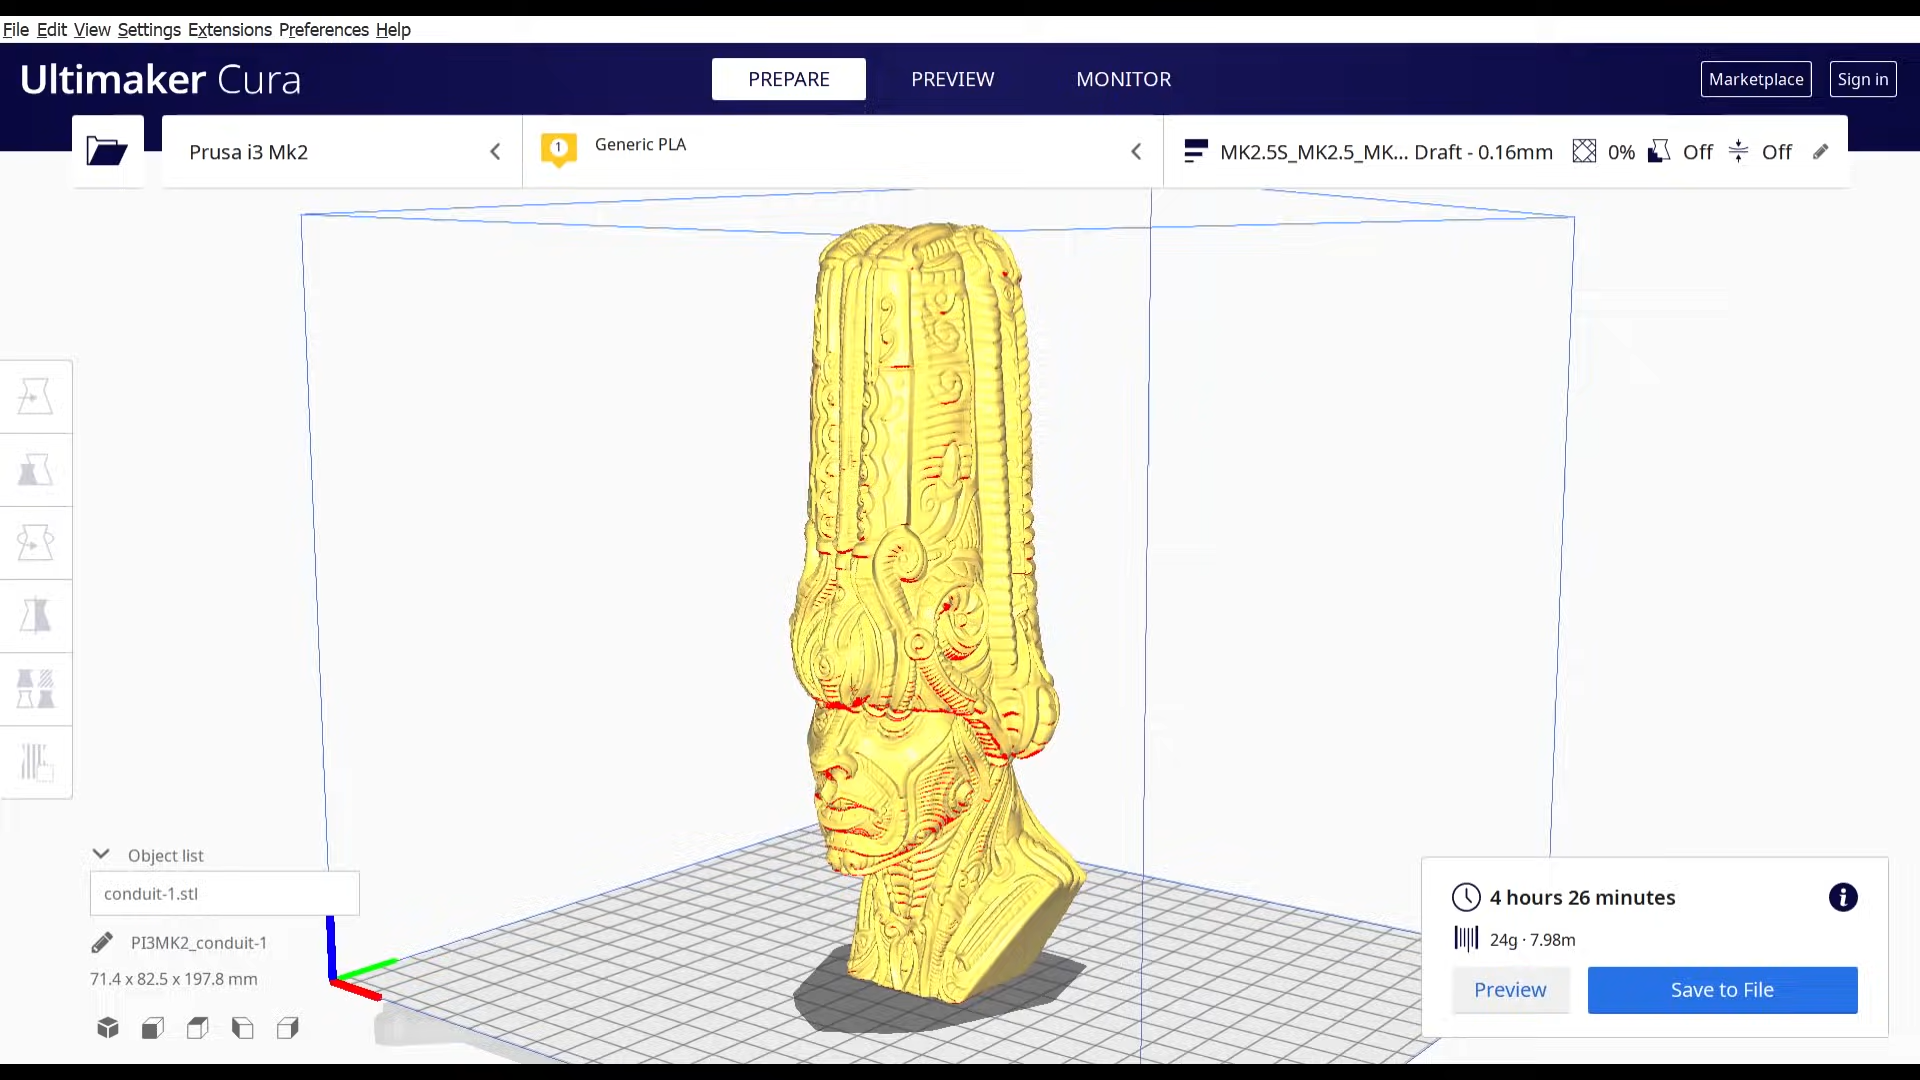 File Edit View Settings Extensions Preferences Help
Ultimaker Cura
PREPARE
PREVIEW
MONITOR
Marketplace
Sign in
Prusa i3 Mk2
1
Generic PLA
MK2.5S_MK2.5_MK... Draft - 0.16mm
0%
Off
Off
Object list
conduit-1.stl
PI3MK2_conduit-1
71.4 x 82.5 x 197.8 mm
4 hours 26 minutes
24g · 7.98m
Preview
Save to File